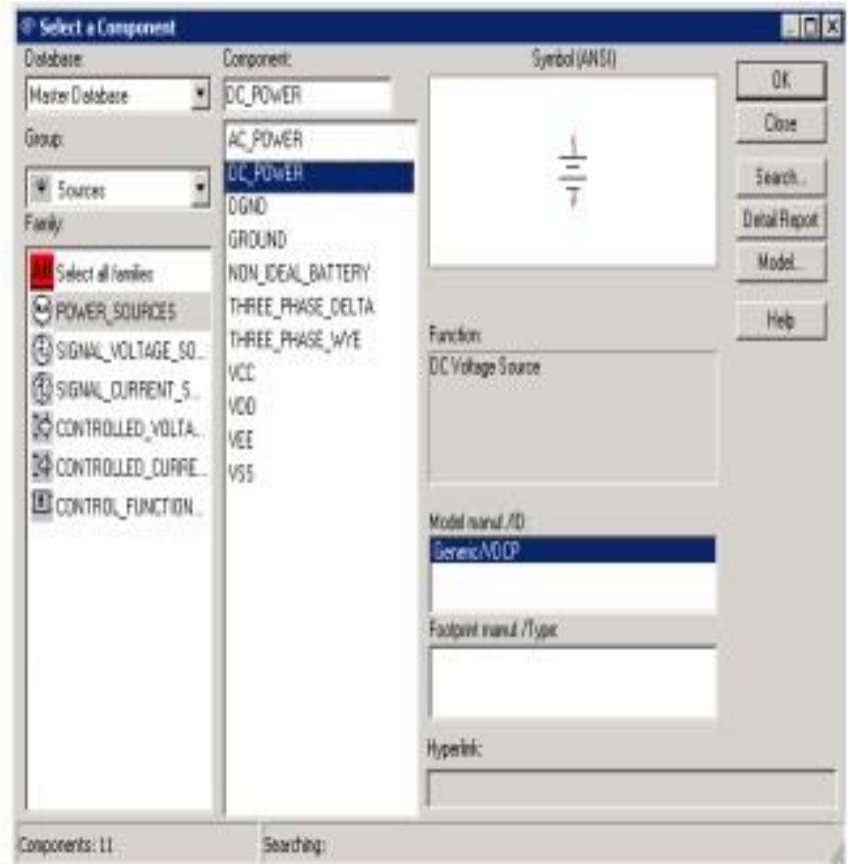 Select a Component
Database:
Master Database
Group:
Sources
Family:
All Select all families
POWER_SOURCES
SIGNAL_VOLTAGE_SO...
SIGNAL_CURRENT_S...
CONTROLLED_VOLTA...
CONTROLLED_CURRE...
CONTROL_FUNCTION...
Component:
DC_POWER
AC_POWER
DC_POWER
DGND
GROUND
NON_IDEAL_BATTERY
THREE_PHASE_DELTA
THREE_PHASE_WYE
VCC
VDD
VEE
VSS
Symbol (ANSI)
Function:
DC Voltage Source
Model manuf./ID:
Generic/VDCP
Footprint manuf./Type:
Hyperlink:
OK
Close
Search...
Detail Report
Model...
Help
Components: 11
Searching: